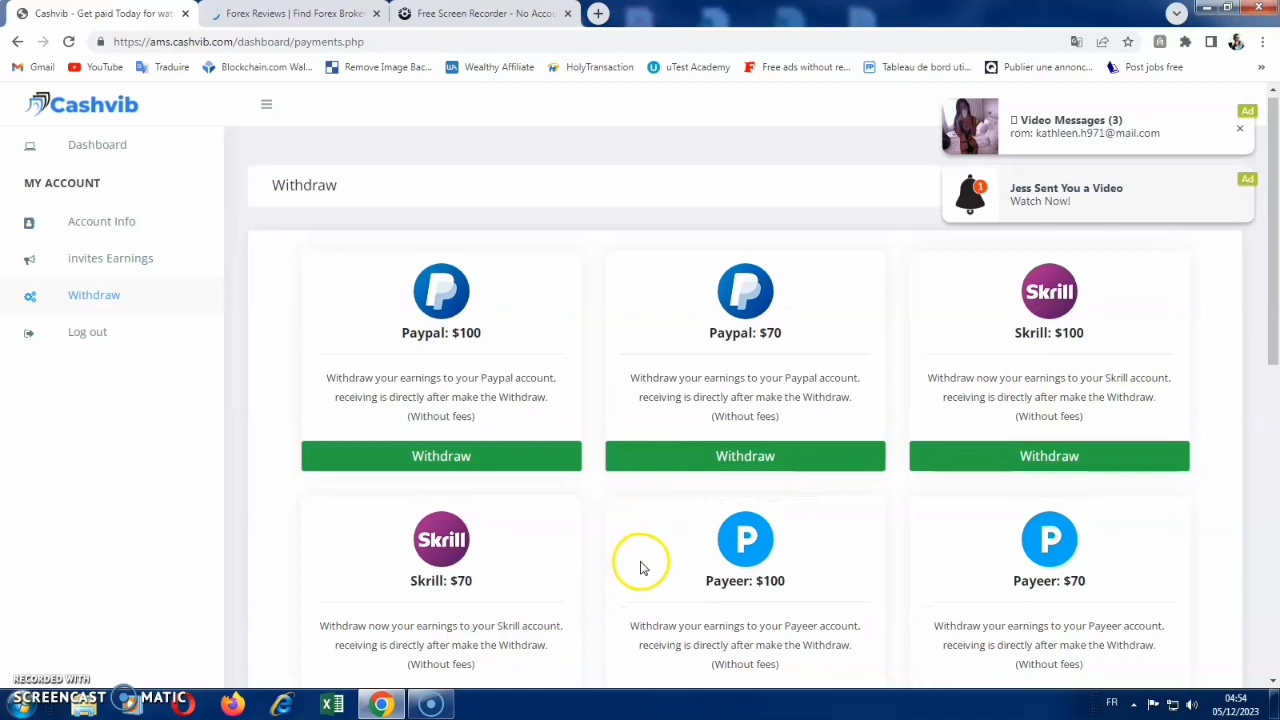 Cashvib - Get paid Today for wat
Forex Reviews | Find Forex Broke
Free Screen Recorder - No Accou
https://ams.cashvib.com/dashboard/payments.php
Gmail
YouTube
Traduire
Blockchain.com Wal...
Remove Image Bac...
Wealthy Affiliate
HolyTransaction
uTest Academy
Free ads without re...
Tableau de bord uti...
Publier une annonc...
Post jobs free
Cashvib
Dashboard
MY ACCOUNT
Account Info
invites Earnings
Withdraw
Log out
Withdraw
Ad
Video Messages (3)
rom: kathleen.h971@mail.com
Ad
1
Jess Sent You a Video
Watch Now!
Paypal: $100
Withdraw your earnings to your Paypal account,
receiving is directly after make the Withdraw.
(Without fees)
Withdraw
Paypal: $70
Withdraw your earnings to your Paypal account,
receiving is directly after make the Withdraw.
(Without fees)
Withdraw
Skrill
Skrill: $100
Withdraw now your earnings to your Skrill account,
receiving is directly after make the Withdraw.
(Without fees)
Withdraw
Skrill
Skrill: $70
Withdraw now your earnings to your Skrill account,
receiving is directly after make the Withdraw.
(Without fees)
P
Payeer: $100
Withdraw your earnings to your Payeer account,
receiving is directly after make the Withdraw.
(Without fees)
P
Payeer: $70
Withdraw your earnings to your Payeer account,
receiving is directly after make the Withdraw.
(Without fees)
RECORDED WITH
SCREENCAST MATIC
FR
04:54
05/12/2023